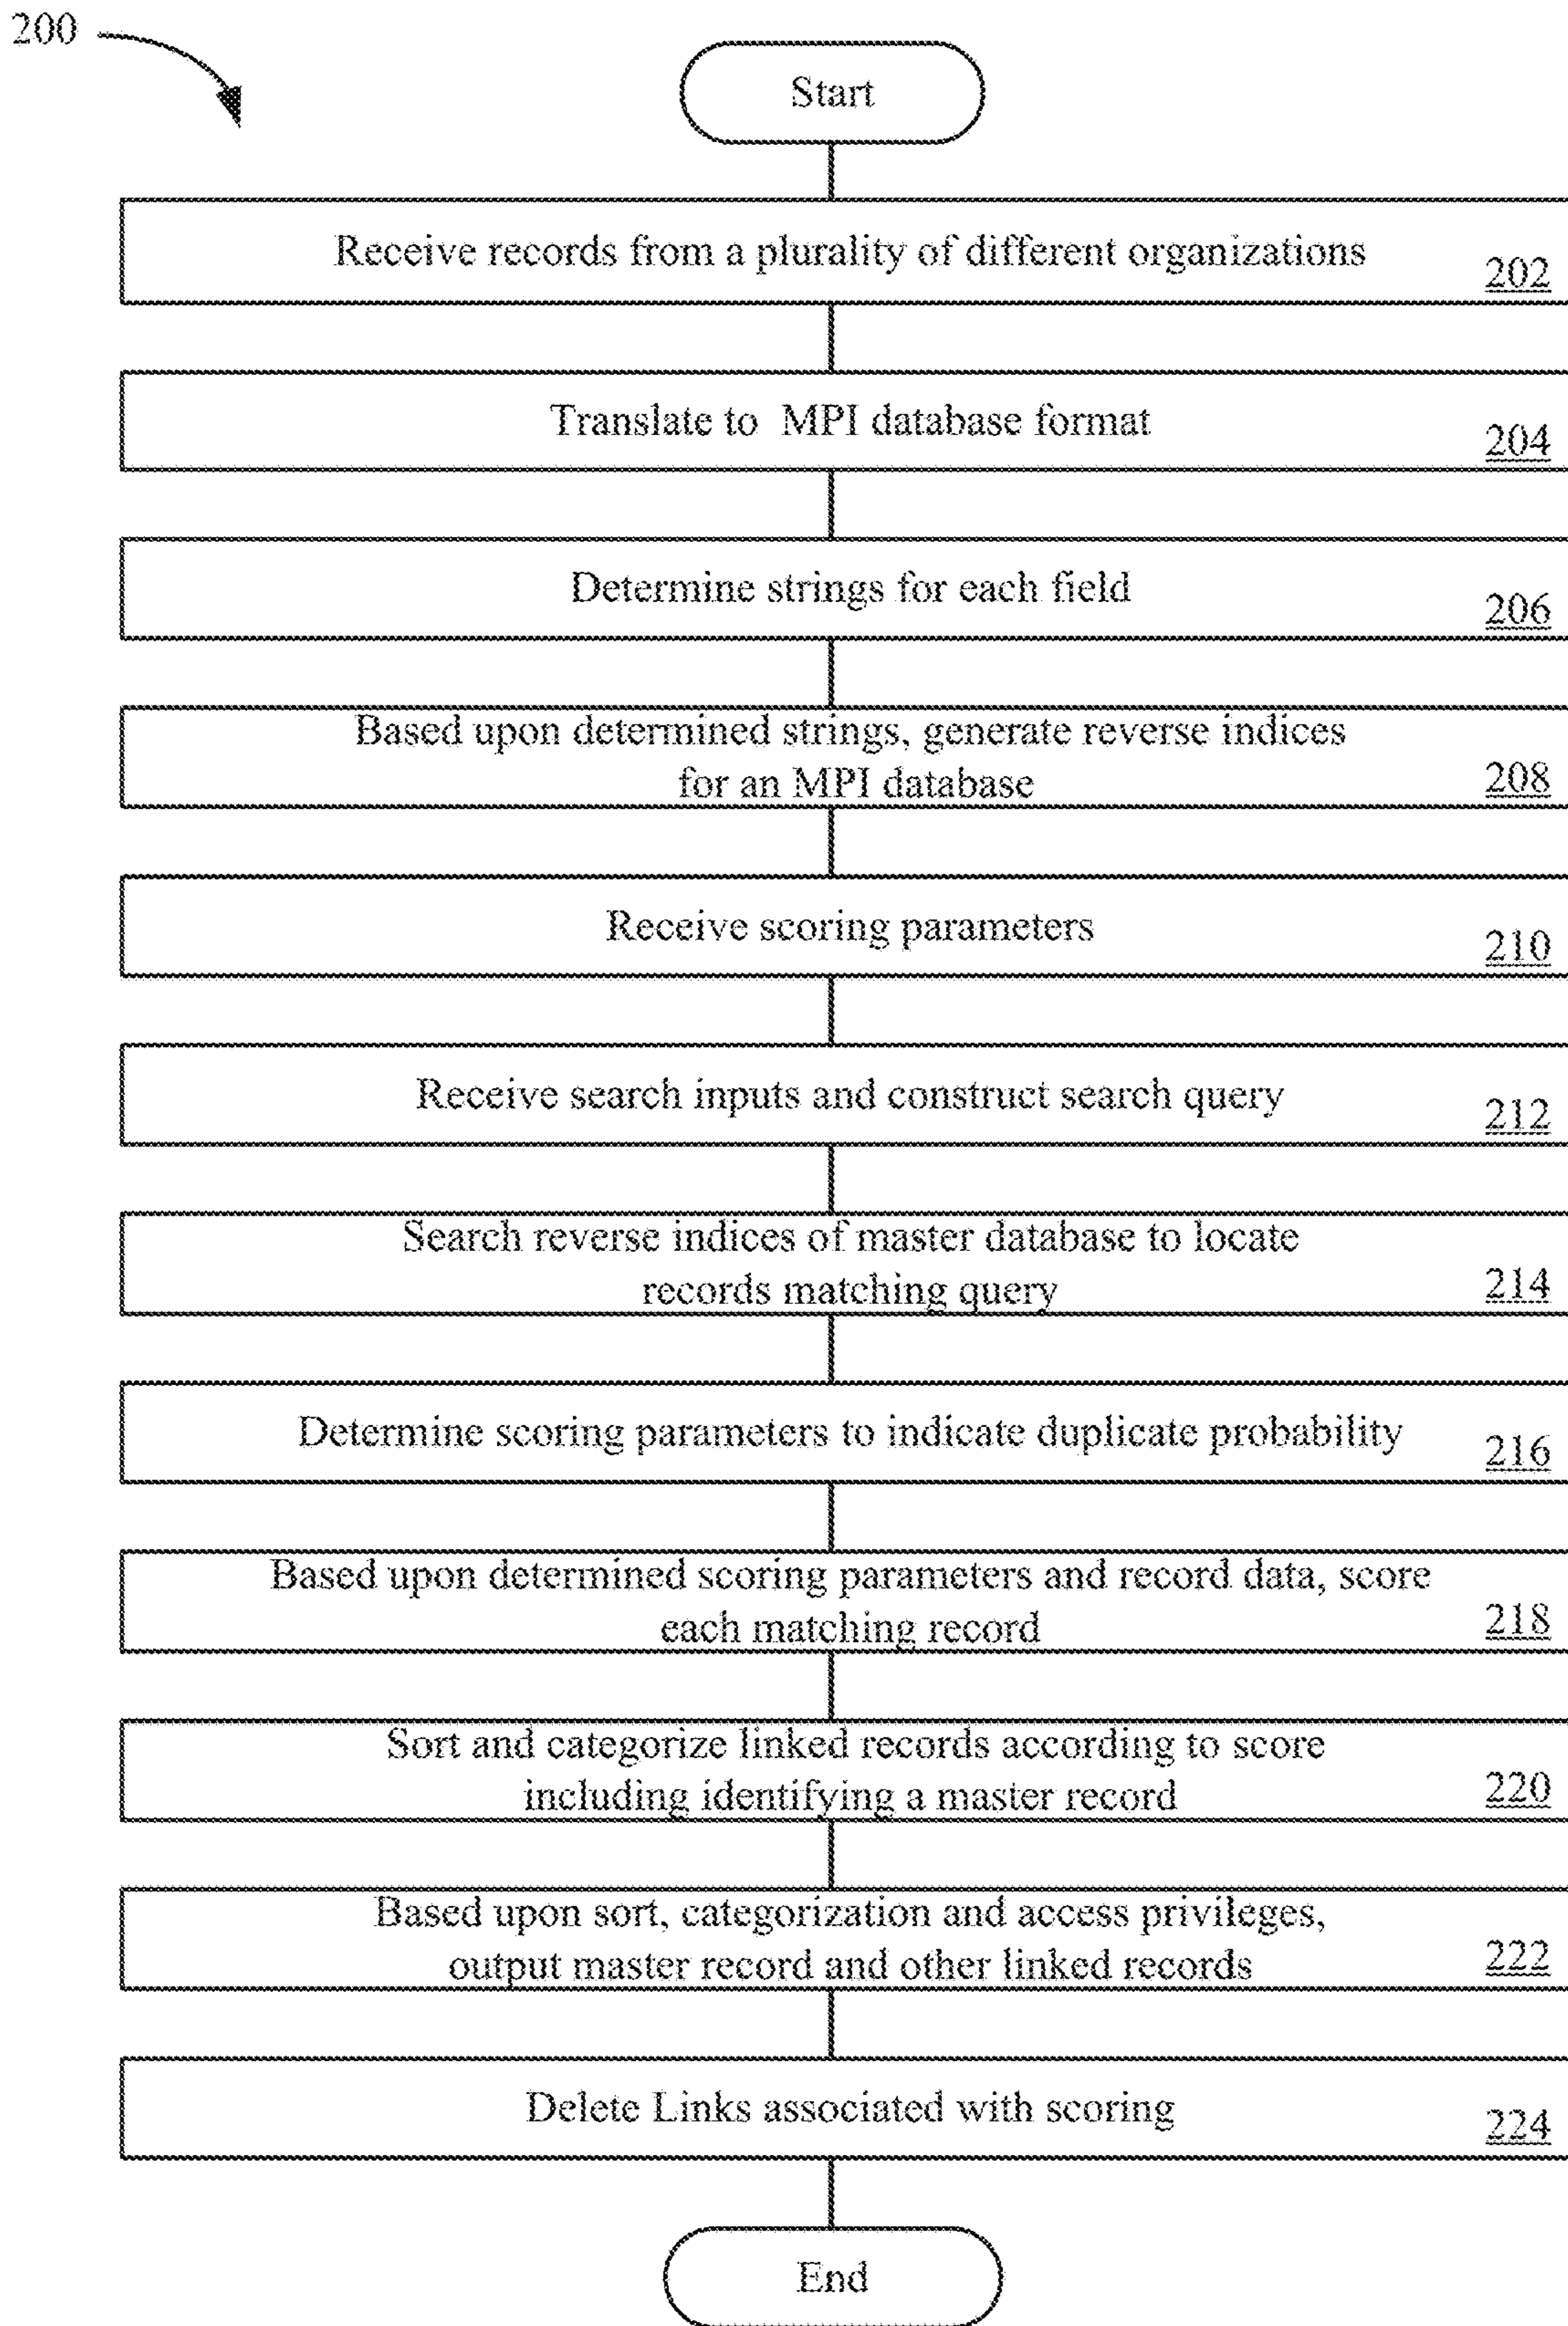 200
Start
Receive records from a plurality of different organizations
202
Translate to MPI database format
204
Determine strings for each field
206
Based upon determined strings, generate reverse indices
for an MPI database
208
Receive scoring parameters
210
Receive search inputs and construct search query
212
Search reverse indices of master database to locate
records matching query
214
Determine scoring parameters to indicate duplicate probability
216
Based upon determined scoring parameters and record data, score
each matching record
218
Sort and categorize linked records according to score
including identifying a master record
220
Based upon sort, categorization and access privileges,
output master record and other linked records
222
Delete Links associated with scoring
224
End